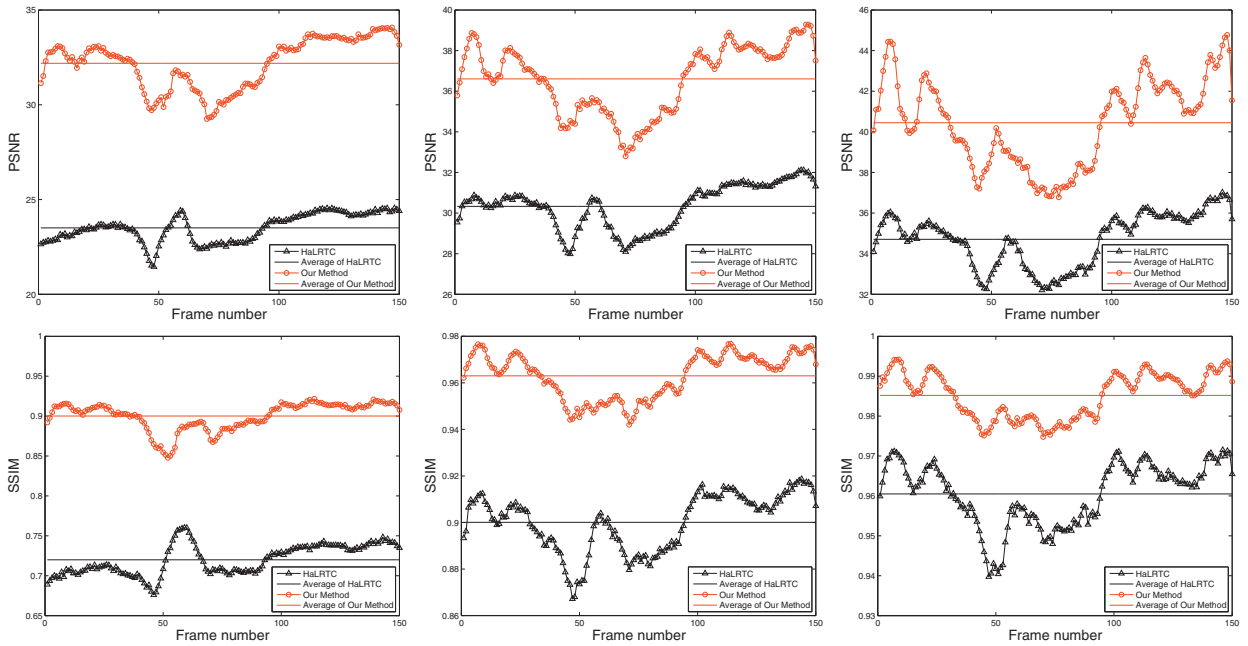 35
30
25
20
PSNR
0
50
100
150
Frame number
HaLRTC
Average of HaLRTC
Our Method
Average of Our Method
40
38
36
34
32
30
28
26
PSNR
0
50
100
150
Frame number
HaLRTC
Average of HaLRTC
Our Method
Average of Our Method
46
44
42
40
38
36
34
32
PSNR
0
50
100
150
Frame number
HaLRTC
Average of HaLRTC
Our Method
Average of Our Method
1
0.95
0.9
0.85
0.8
0.75
0.7
0.65
SSIM
0
50
100
150
Frame number
HaLRTC
Average of HaLRTC
Our Method
Average of Our Method
0.98
0.96
0.94
0.92
0.9
0.88
0.86
SSIM
0
50
100
150
Frame number
HaLRTC
Average of HaLRTC
Our Method
Average of Our Method
1
0.99
0.98
0.97
0.96
0.95
0.94
0.93
SSIM
0
50
100
150
Frame number
HaLRTC
Average of HaLRTC
Our Method
Average of Our Method